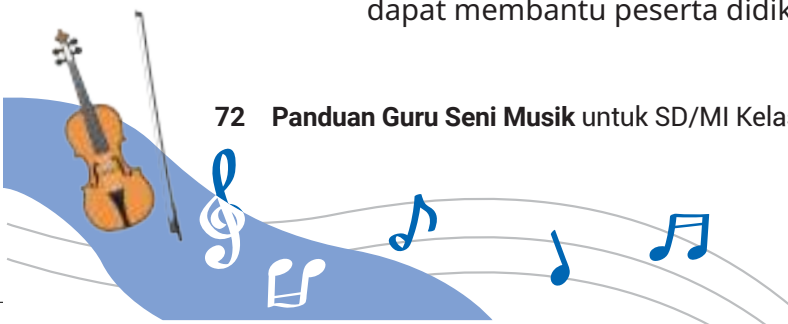 dapat membantu peserta didik
72 Panduan Guru Seni Musik untuk SD/MI Kelas